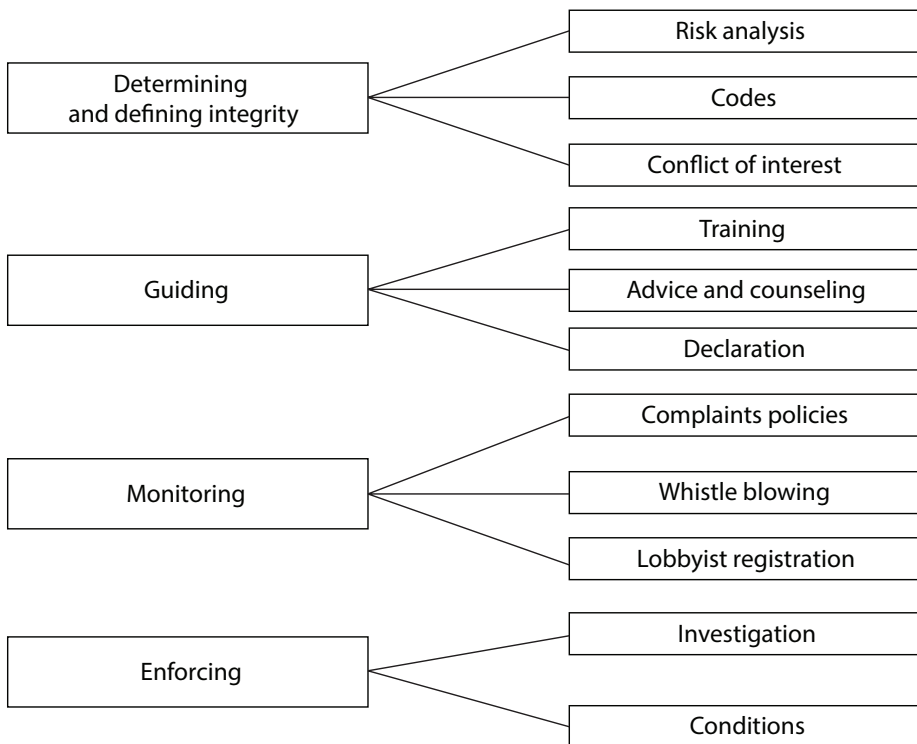 Determining
and defining integrity
Risk analysis
Codes
Conflict of interest
Guiding
Training
Advice and counseling
Declaration
Monitoring
Complaints policies
Whistle blowing
Lobbyist registration
Enforcing
Investigation
Conditions